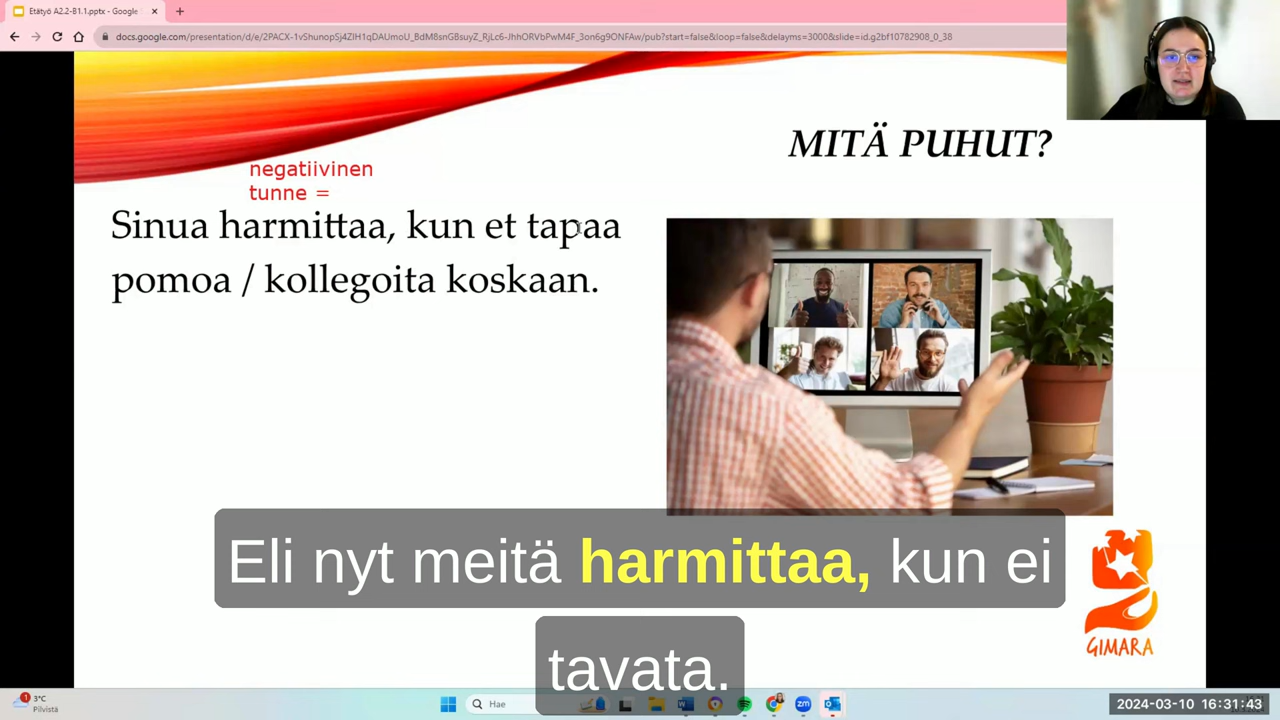 Etätyö A2.2-B1.1.pptx - Google
docs.google.com/presentation/d/e/2PACX-1vShunopSj4ZIH1qDAUmoU_BdM8snGBsuyZ_RjLc6-JhhORVbPwM4F_3on6g9ONFAw/pub?start=false&loop=false&delayms=3000&slide=id.g2bf10782908_0_38
MITÄ PUHUT?
negatiivinen
tunne =
Sinua harmittaa, kun et tapaa
pomoa / kollegoita koskaan.
Eli nyt meitä harmittaa, kun ei
tavata.
GIMARA
1
3°C
Pilvistä
Hae
2024-03-10 16:31:43